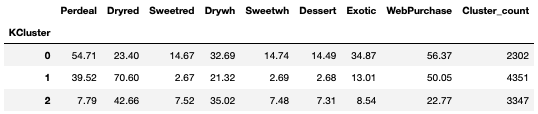 Perdeal Dryred Sweetred Drywh Sweetwh Dessert Exotic WebPurchase Cluster_count
KCluster
0 54.71 23.40 14.67 32.69 14.74 14.49 34.87 56.37 2302
1 39.52 70.60 2.67 21.32 2.69 2.68 13.01 50.05 4351
2 7.79 42.66 7.52 35.02 7.48 7.31 8.54 22.77 3347